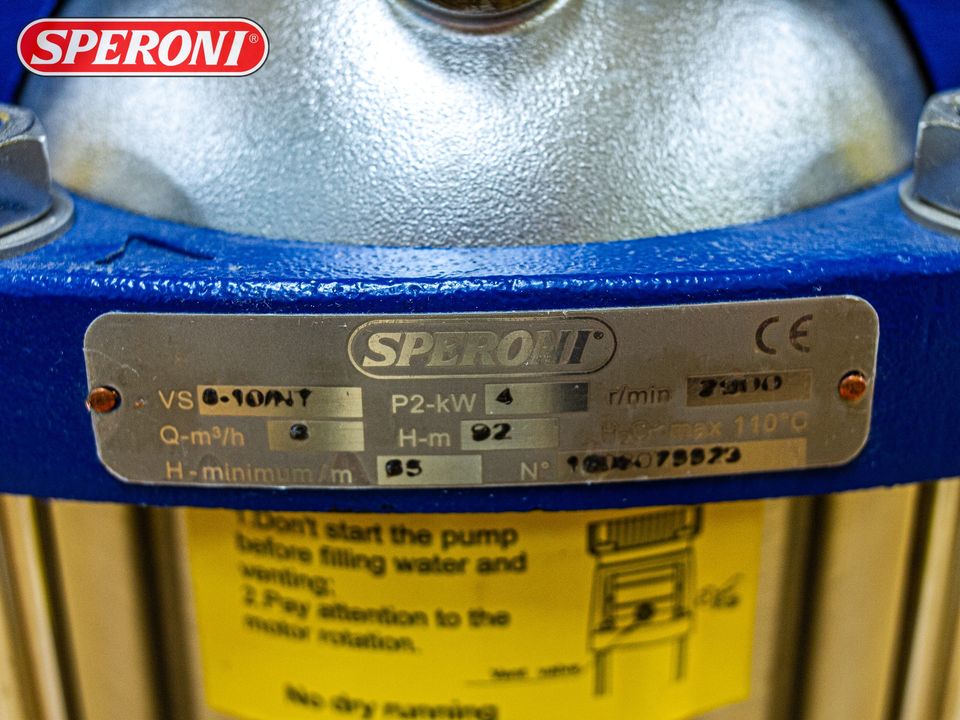 SPERONI®
SPERONI®
CE
VS 8-10/NT P2-kW 4 r/min 2900
Q-m³/h 8 H-m 92 H₂O max 110°C
H-minimum/m 65 N°
1.Don't start the pump
before filling water and
venting;
2.Pay attention to the
motor rotation.
No dry running